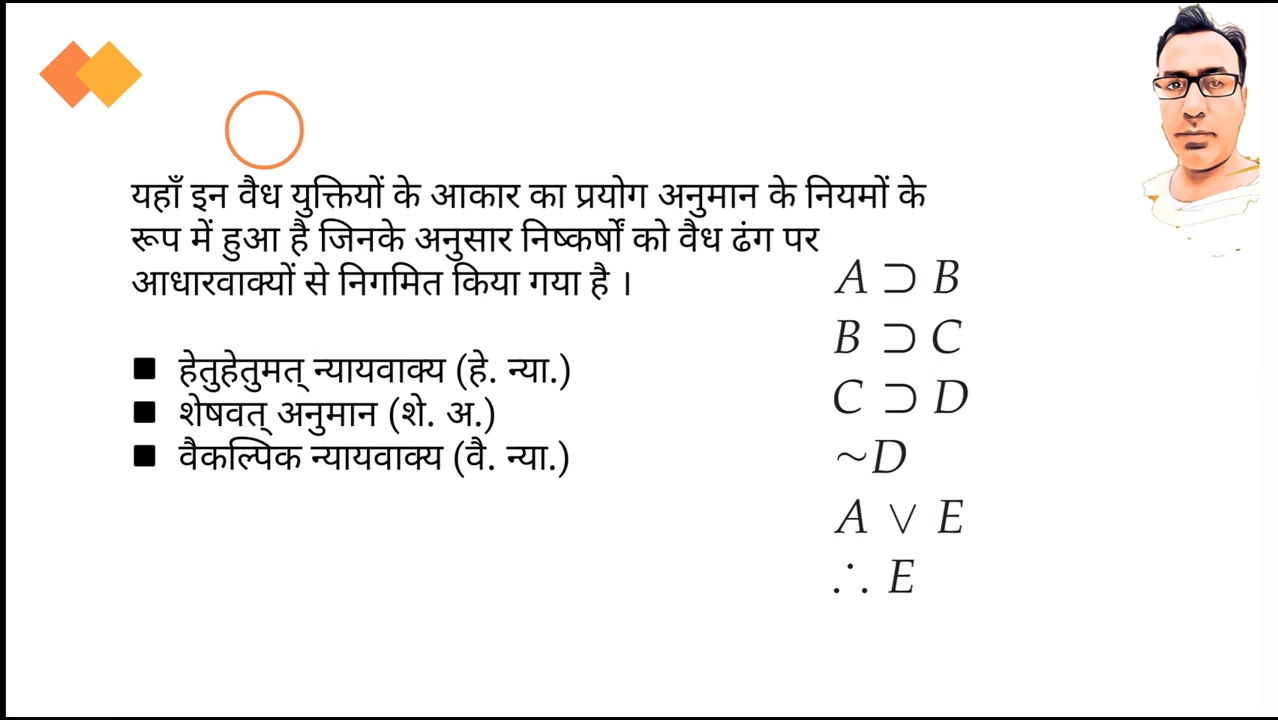 यहाँ इन वैध युक्तियों के आकार का प्रयोग अनुमान के नियमों के
रूप में हुआ है जिनके अनुसार निष्कर्षों को वैध ढंग पर
आधारवाक्यों से निगमित किया गया है ।
■ हेतुहेतुमत् न्यायवाक्य (हे. न्या.)
■ शेषवत् अनुमान (शे. अ.)
■ वैकल्पिक न्यायवाक्य (वै. न्या.)
A ⊃ B
B ⊃ C
C ⊃ D
~D
A ∨ E
∴ E